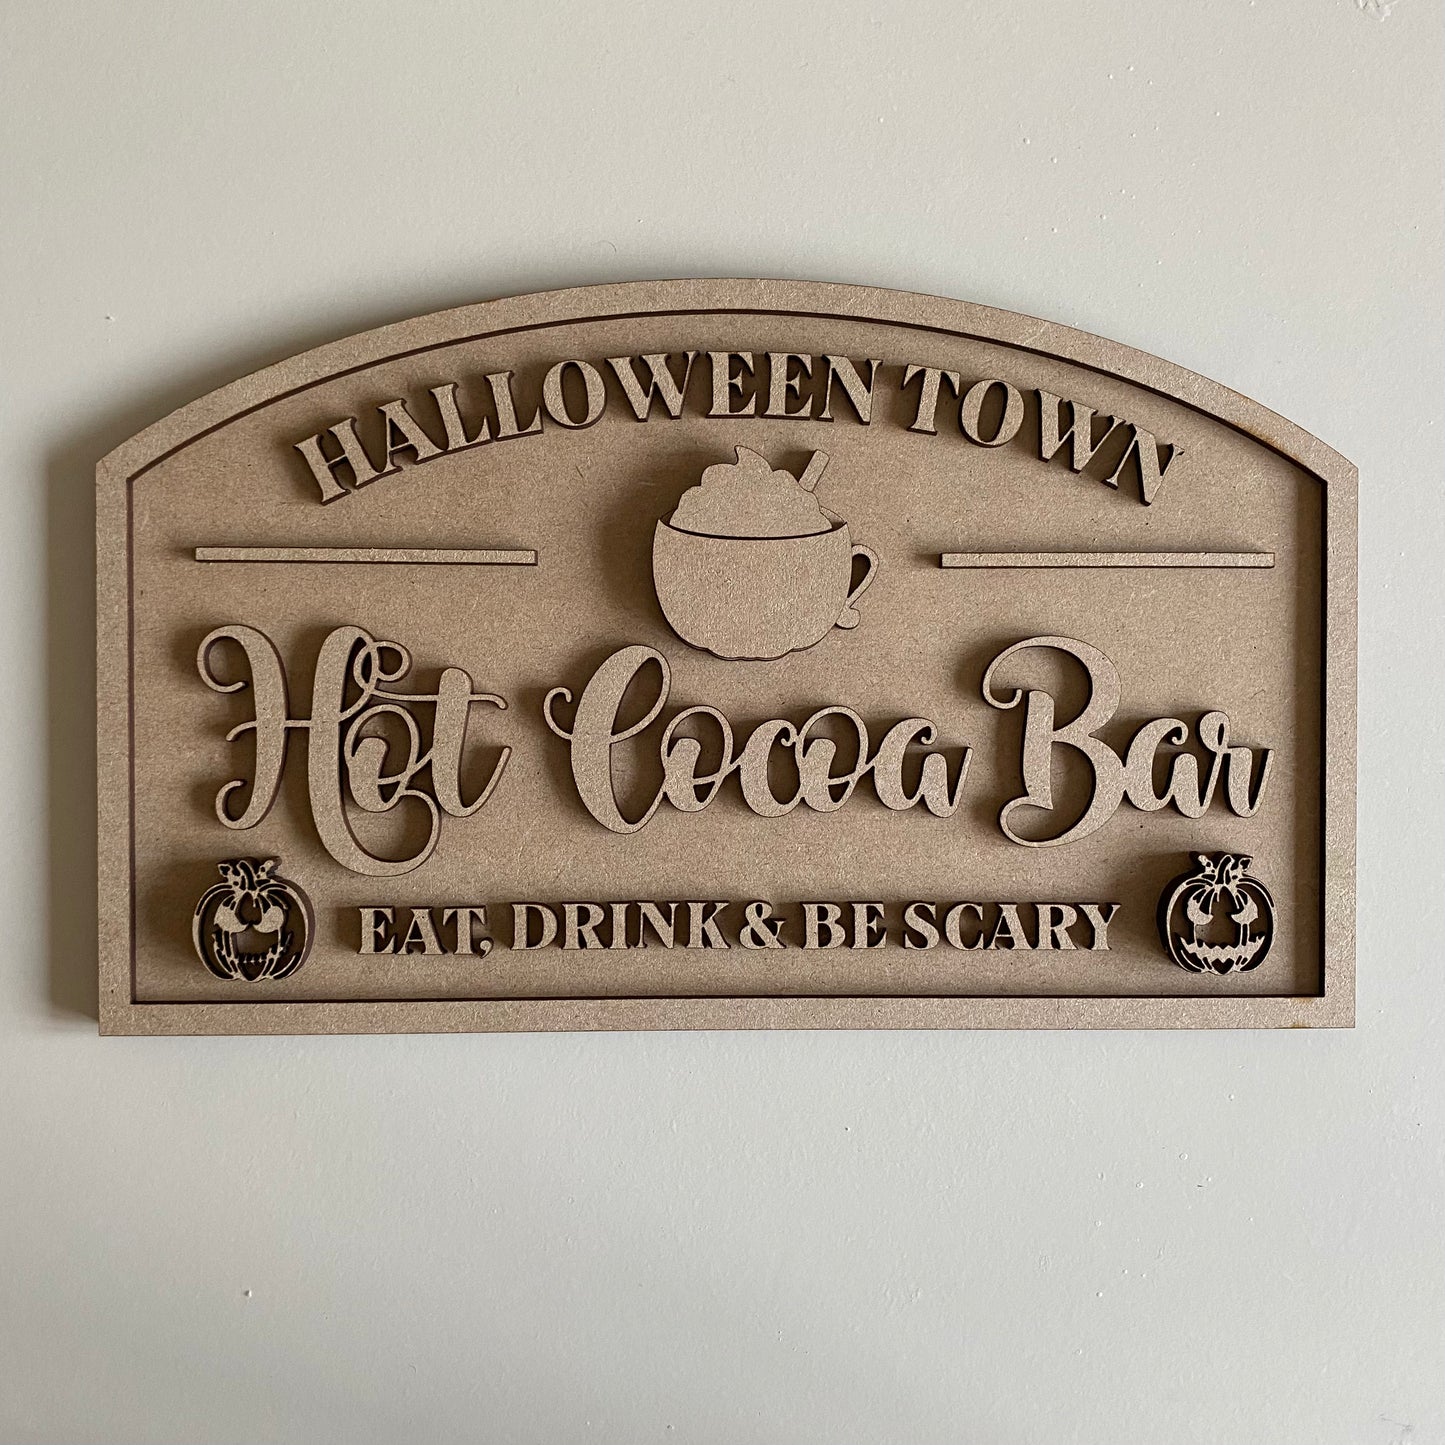 HALLOWEEN TOWN
Hot Cocoa Bar
EAT, DRINK & BE SCARY